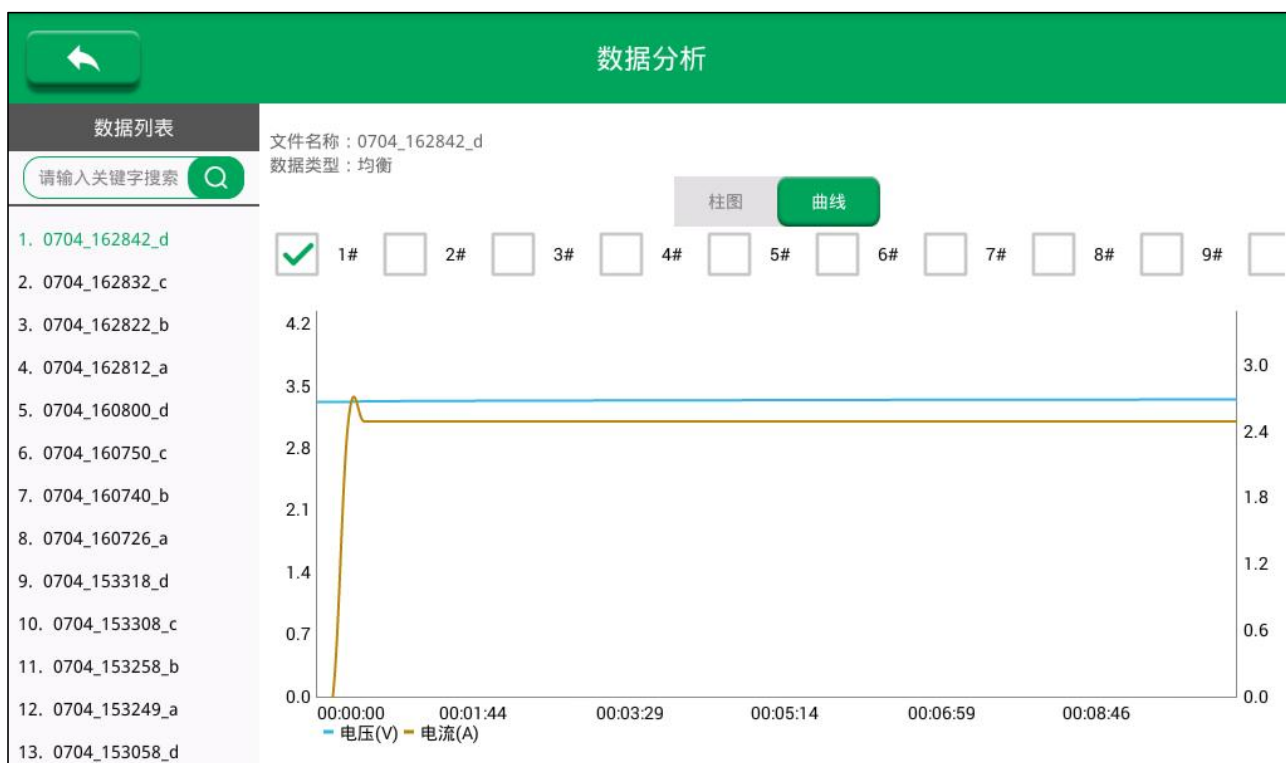 数据分析
数据列表
请输入关键字搜索
1. 0704_162842_d
2. 0704_162832_c
3. 0704_162822_b
4. 0704_162812_a
5. 0704_160800_d
6. 0704_160750_c
7. 0704_160740_b
8. 0704_160726_a
9. 0704_153318_d
10. 0704_153308_c
11. 0704_153258_b
12. 0704_153249_a
13. 0704_153058_d
文件名称：0704_162842_d
数据类型：均衡
柱图 曲线
1# 2# 3# 4# 5# 6# 7# 8# 9#
4.2
3.5
2.8
2.1
1.4
0.7
0.0
3.0
2.4
1.8
1.2
0.6
0.0
00:00:00 00:01:44 00:03:29 00:05:14 00:06:59 00:08:46
电压(V) 电流(A)